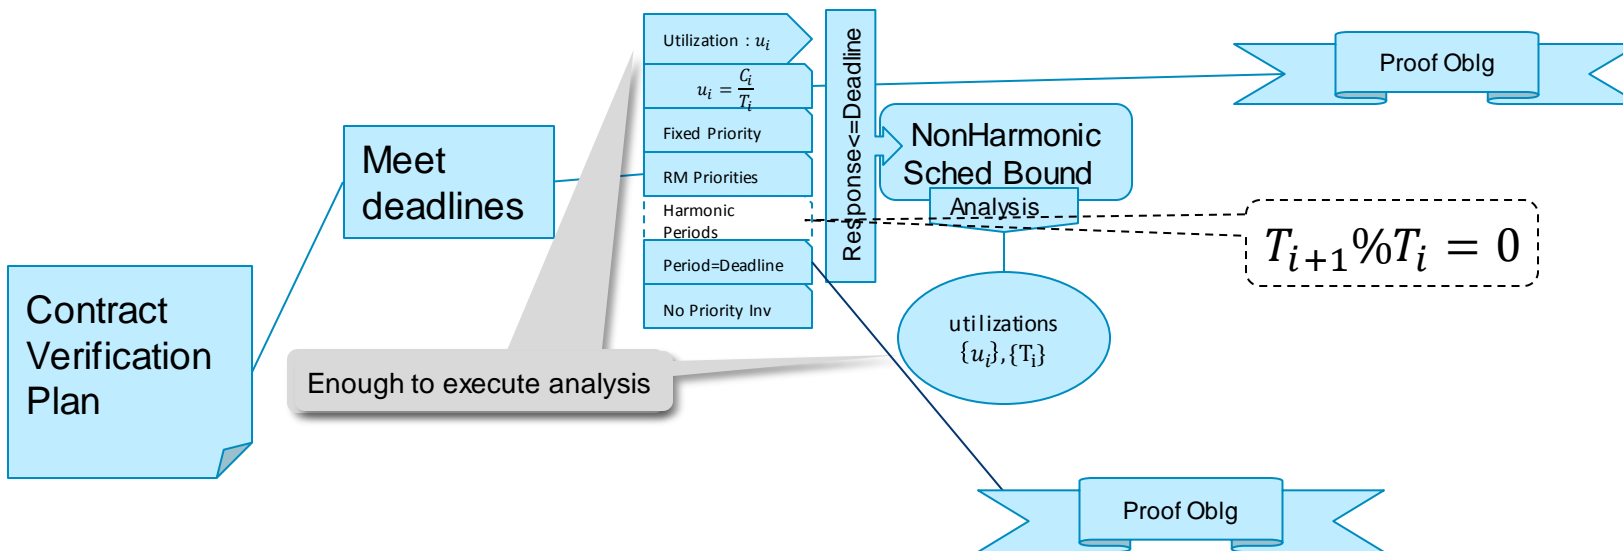 Contract
Verification
Plan
Meet
deadlines
Enough to execute analysis
Utilization : u_i
u_i = C_i/T_i
Fixed Priority
RM Priorities
Harmonic
Periods
Period=Deadline
No Priority Inv
Response<=Deadline
NonHarmonic
Sched Bound
Analysis
utilizations
{u_i},{T_i}
Proof Oblg
T_{i+1}%T_i = 0
Proof Oblg